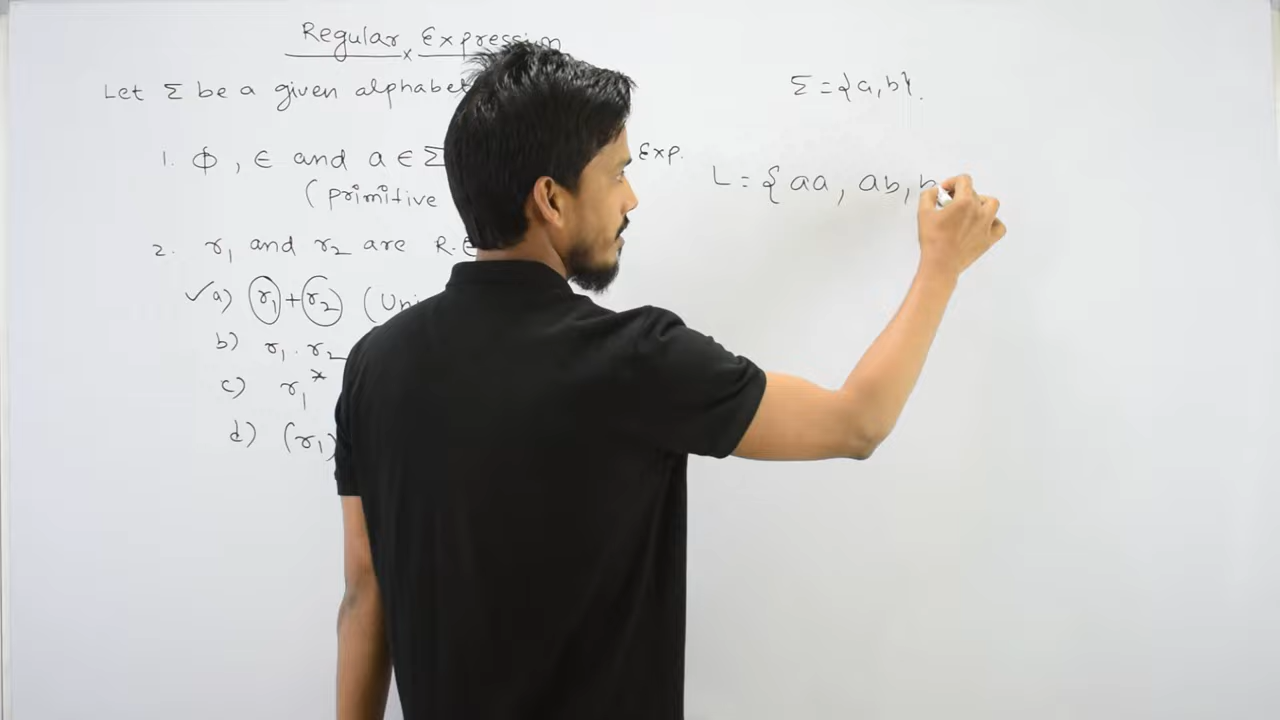 Regular Expression
Let Σ be a given alphabet
1. Φ, ∈ and a ∈ Σ Exp.
(primitive
2. r₁ and r₂ are R.E
✓a) r₁ + r₂ (Uni
b) r₁ . r₂
c) r₁*
d) (r₁)
Σ = {a, b}.
L = { aa, ab, b